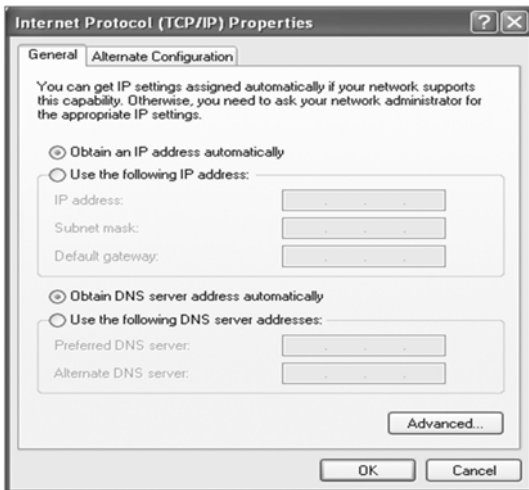 Internet Protocol (TCP/IP) Properties
General
Alternate Configuration
You can get IP settings assigned automatically if your network supports
this capability. Otherwise, you need to ask your network administrator for
the appropriate IP settings.
Obtain an IP address automatically
Use the following IP address:
IP address:
Subnet mask:
Default gateway:
Obtain DNS server address automatically
Use the following DNS server addresses:
Preferred DNS server:
Alternate DNS server:
Advanced...
OK
Cancel